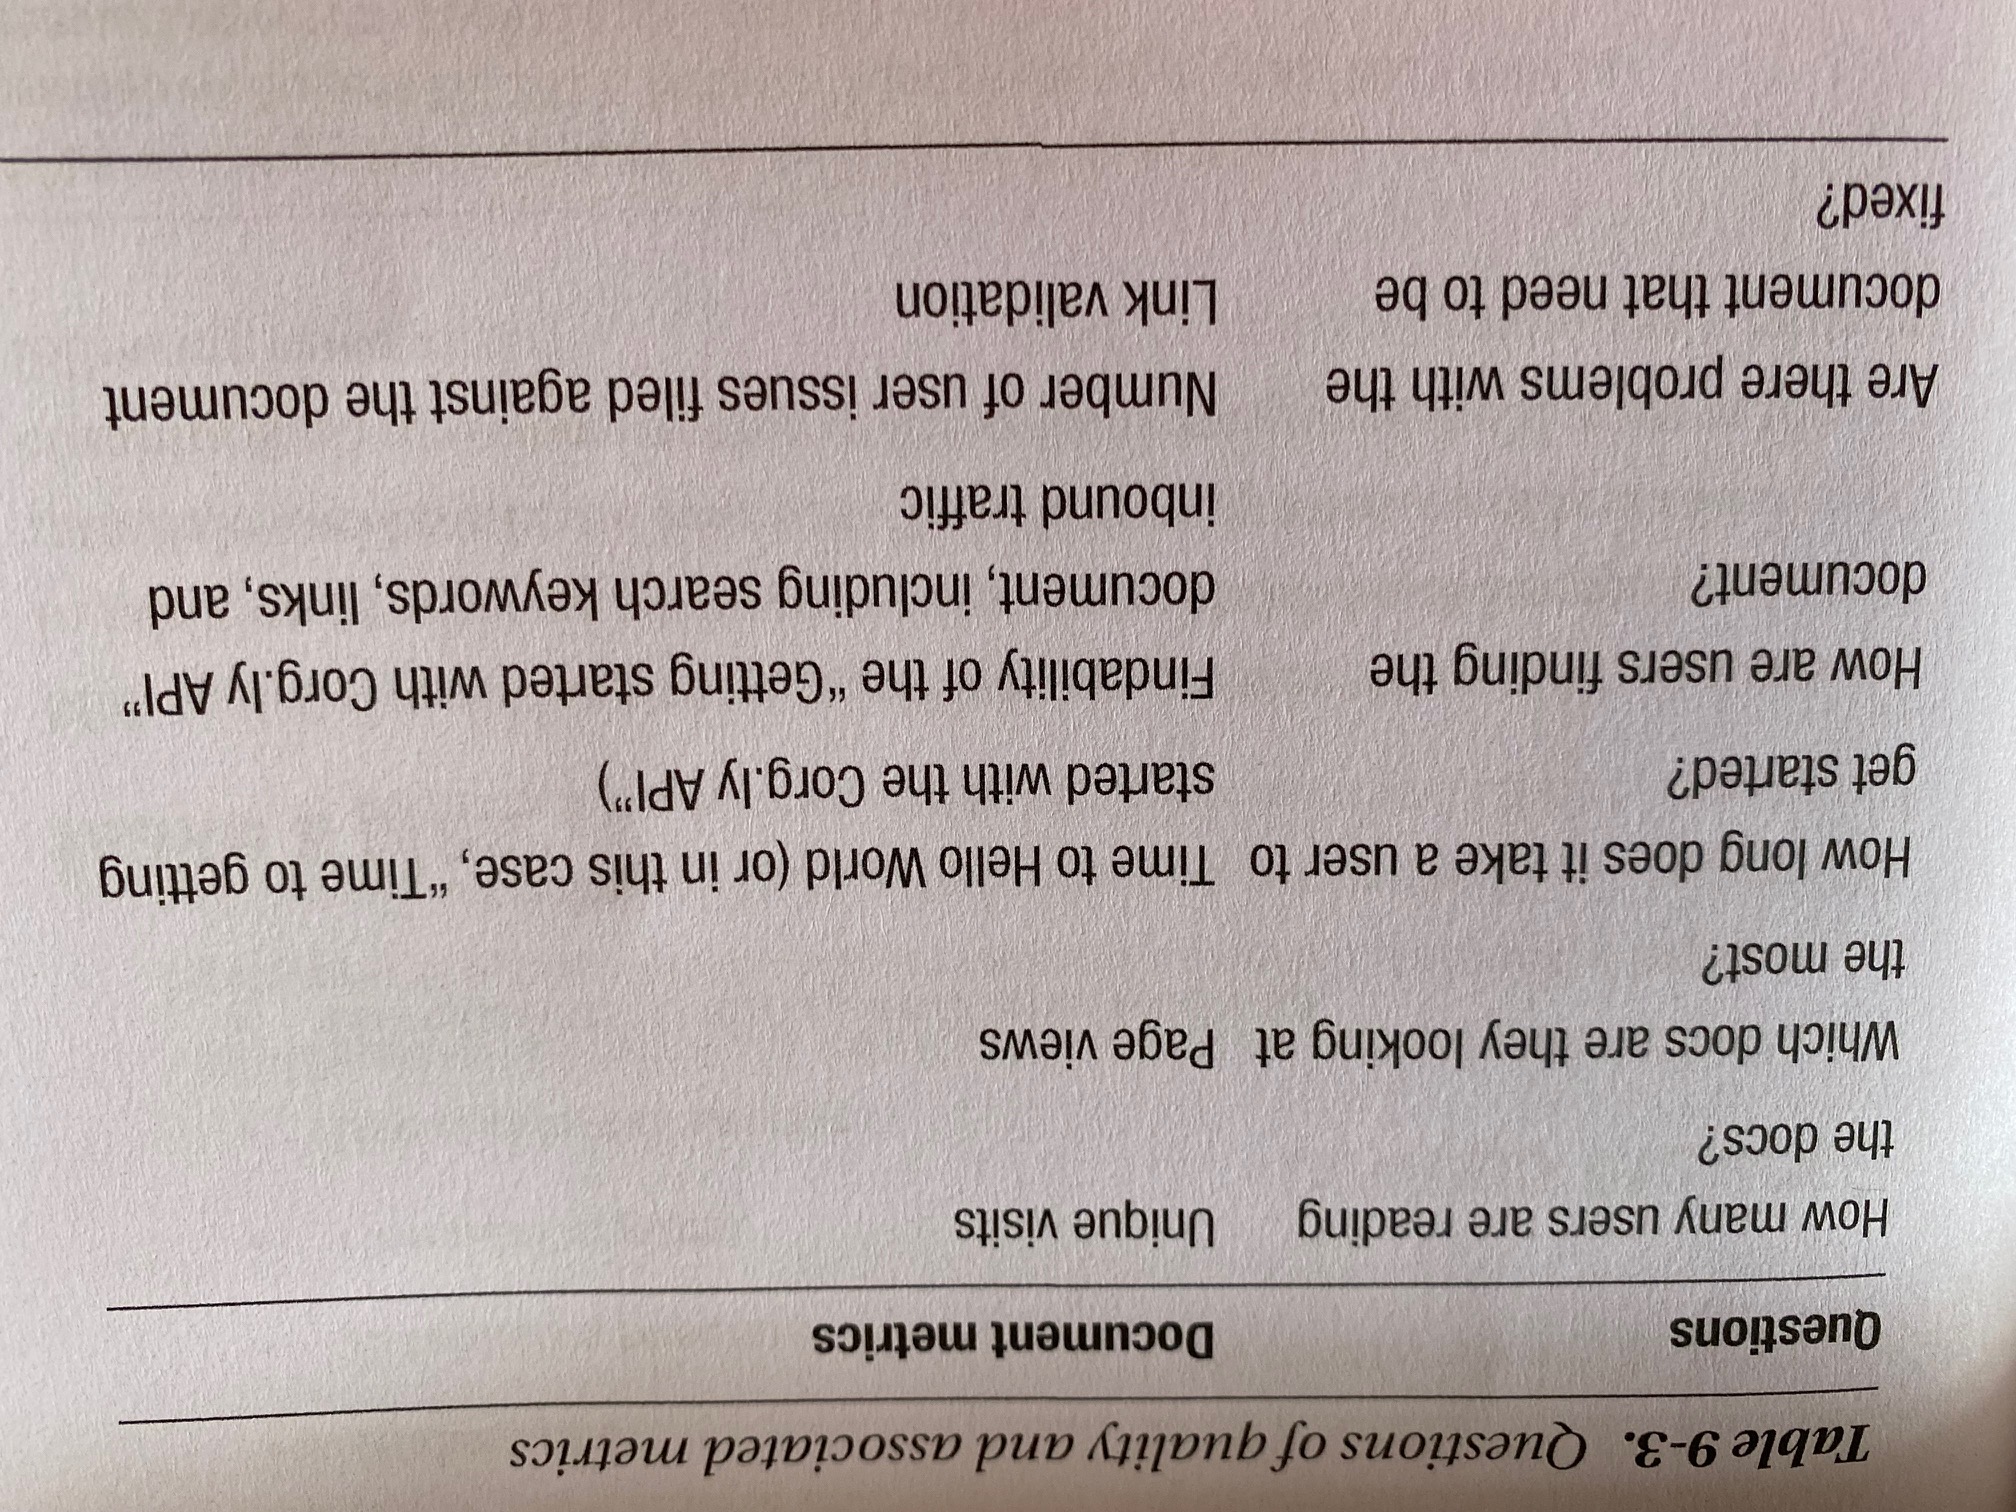 Table 9-3. Questions of quality and associated metrics
Questions Document metrics
How many users are reading Unique visits
the docs?
Which docs are they looking at Page views
the most?
How long does it take a user to Time to Hello World (or in this case, “Time to getting
get started? started with the Corg.ly API”)
How are users finding the Findability of the “Getting started with Corg.ly API”
document? document, including search keywords, links, and
inbound traffic
Are there problems with the Number of user issues filed against the document
document that need to be Link validation
fixed?